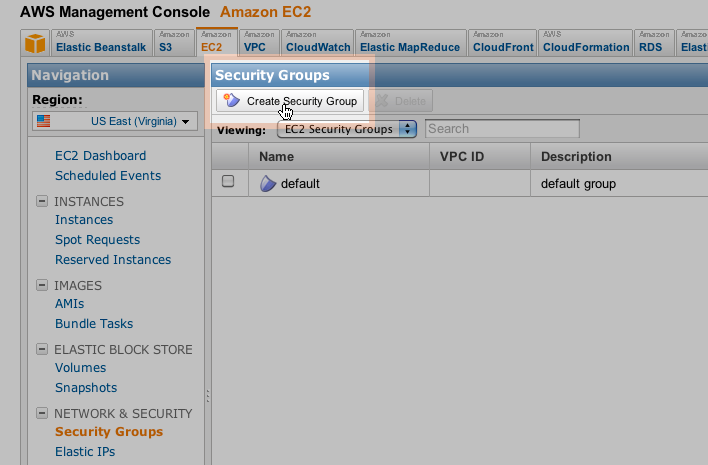 AWS Management Console Amazon EC2
AWS Elastic Beanstalk
Amazon S3
Amazon EC2
Amazon VPC
Amazon CloudWatch
Amazon Elastic MapReduce
Amazon CloudFront
AWS CloudFormation
Amazon RDS
Amazon
Navigation
Region:
US East (Virginia)
EC2 Dashboard
Scheduled Events
INSTANCES
Instances
Spot Requests
Reserved Instances
IMAGES
AMIs
Bundle Tasks
ELASTIC BLOCK STORE
Volumes
Snapshots
NETWORK & SECURITY
Security Groups
Elastic IPs
Security Groups
Create Security Group Delete
Viewing: EC2 Security Groups Search
Name VPC ID Description
default default group